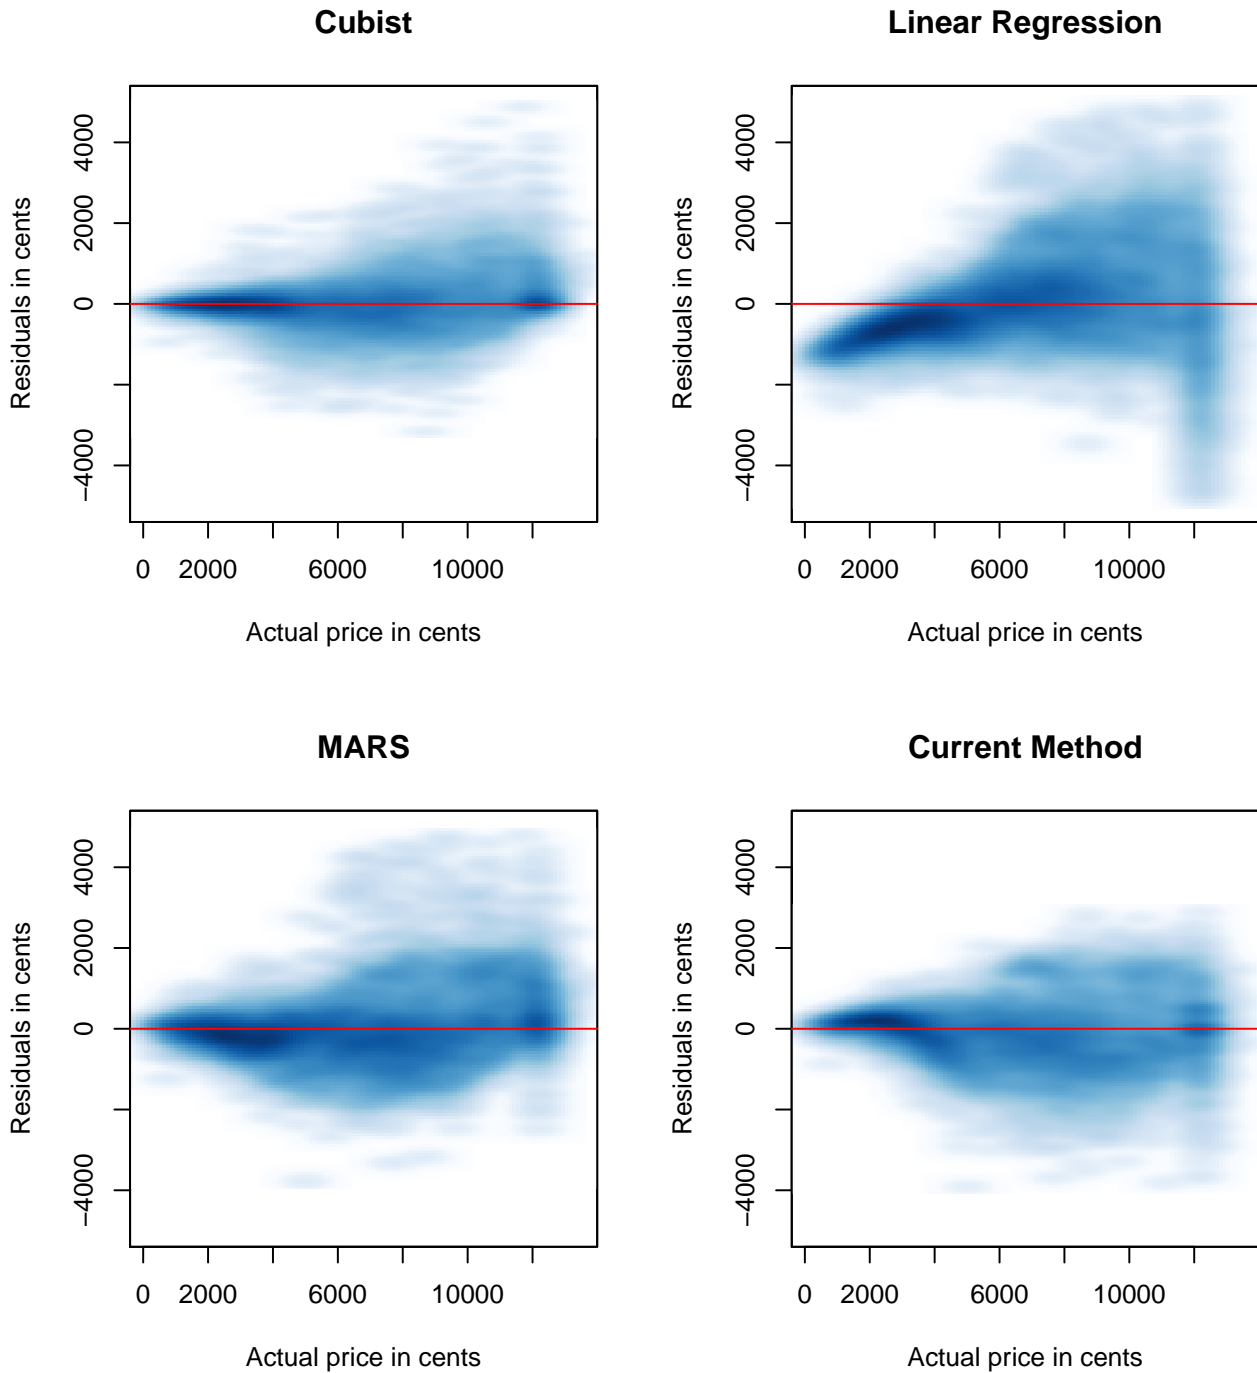 Cubist
Residuals in cents
4000
2000
0
−4000
0 2000 6000 10000
Actual price in cents
Linear Regression
Residuals in cents
4000
2000
0
−4000
0 2000 6000 10000
Actual price in cents
MARS
Residuals in cents
4000
2000
0
−4000
0 2000 6000 10000
Actual price in cents
Current Method
Residuals in cents
4000
2000
0
−4000
0 2000 6000 10000
Actual price in cents